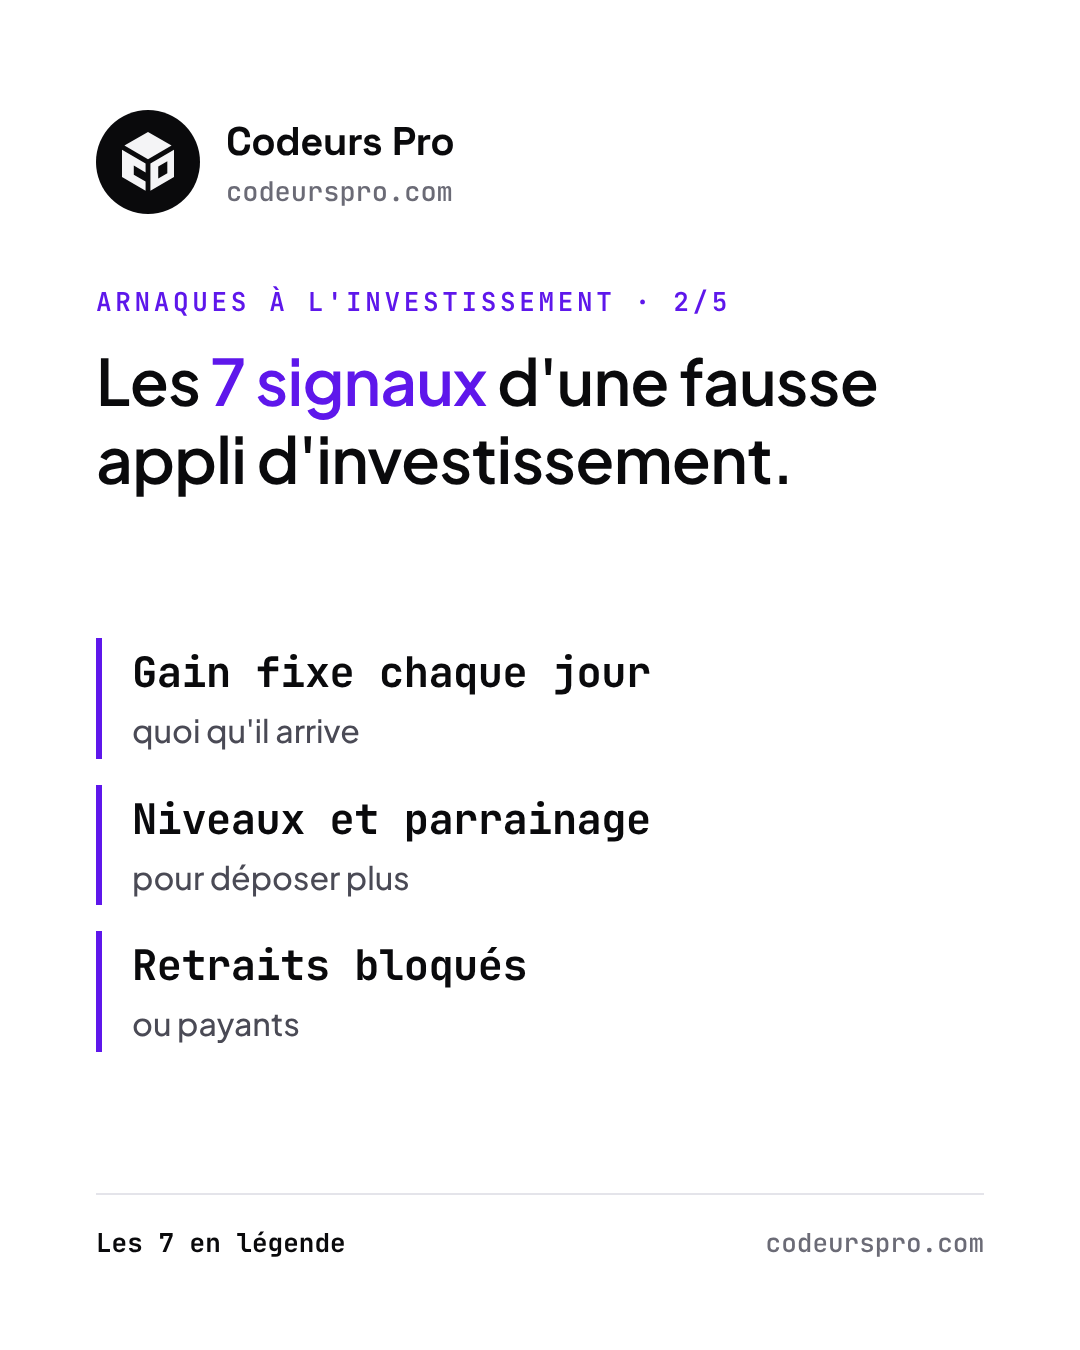 Codeurs Pro
codeurspro.com
ARNAQUES À L'INVESTISSEMENT · 2/5
Les 7 signaux d'une fausse
appli d'investissement.
Gain fixe chaque jour
quoi qu'il arrive
Niveaux et parrainage
pour déposer plus
Retraits bloqués
ou payants
Les 7 en légende
codeurspro.com